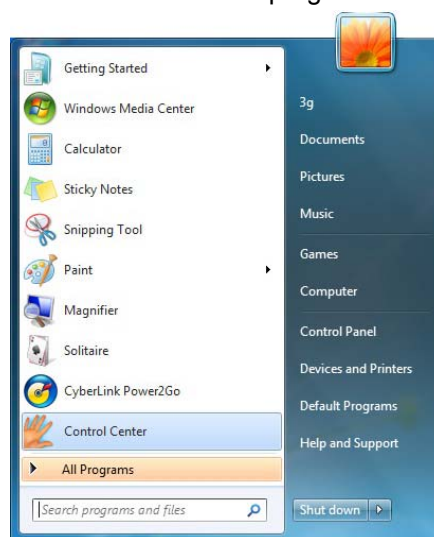 Getting Started
Windows Media Center
Calculator
Sticky Notes
Snipping Tool
Paint
Magnifier
Solitaire
CyberLink Power2Go
Control Center
All Programs
Search programs and files
3g
Documents
Pictures
Music
Games
Computer
Control Panel
Devices and Printers
Default Programs
Help and Support
Shut down